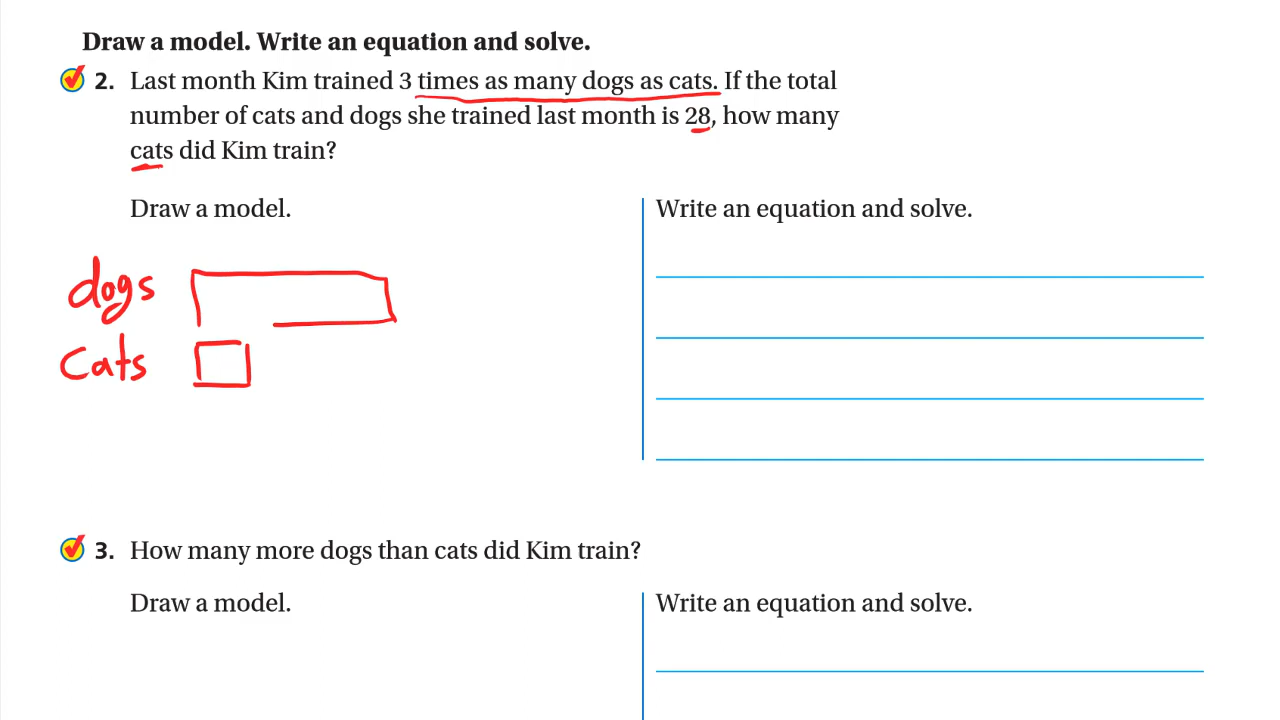 Draw a model. Write an equation and solve.
2. Last month Kim trained 3 times as many dogs as cats. If the total
number of cats and dogs she trained last month is 28, how many
cats did Kim train?
Draw a model.
Write an equation and solve.
dogs
Cats
3. How many more dogs than cats did Kim train?
Draw a model.
Write an equation and solve.